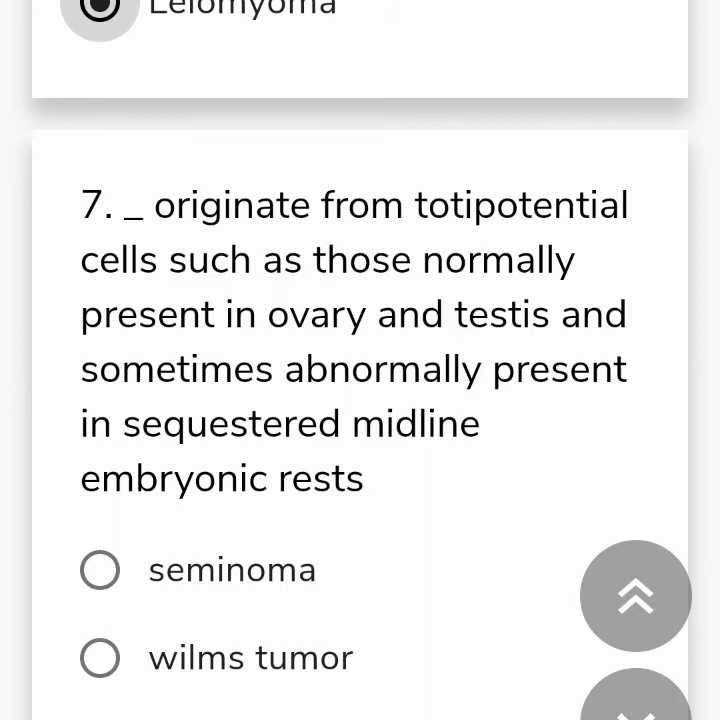 Leiomyoma
7. _ originate from totipotential
cells such as those normally
present in ovary and testis and
sometimes abnormally present
in sequestered midline
embryonic rests
seminoma
wilms tumor